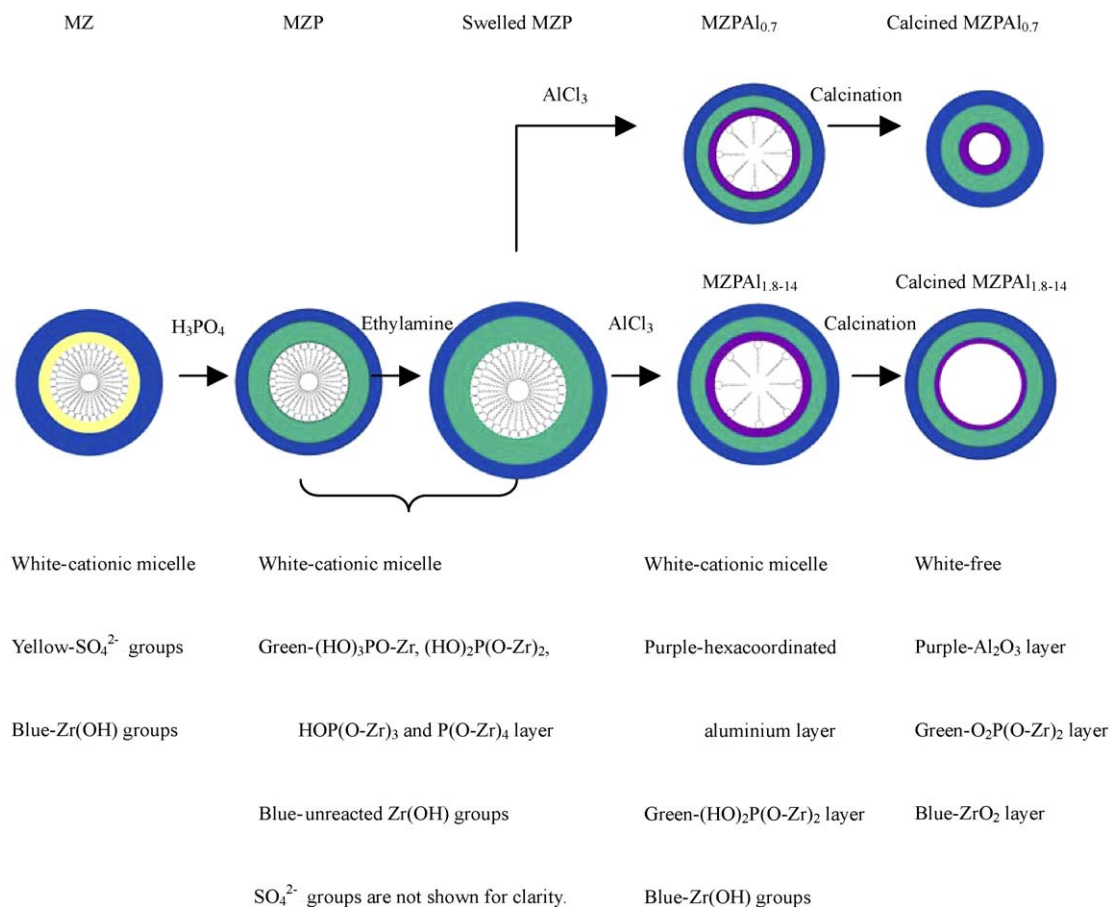 MZ MZP Swelled MZP MZPAl0.7 Calcined MZPAl0.7
AlCl3 Calcination
MZPAl1.8-14 Calcined MZPAl1.8-14
H3PO4 Ethylamine AlCl3 Calcination
White-cationic micelle White-cationic micelle White-cationic micelle White-free
Yellow-SO42- groups Green-(HO)3PO-Zr, (HO)2P(O-Zr)2, Purple-hexacoordinated Purple-Al2O3 layer
Blue-Zr(OH) groups HOP(O-Zr)3 and P(O-Zr)4 layer aluminium layer Green-O2P(O-Zr)2 layer
Blue-unreacted Zr(OH) groups Green-(HO)2P(O-Zr)2 layer Blue-ZrO2 layer
SO42- groups are not shown for clarity. Blue-Zr(OH) groups